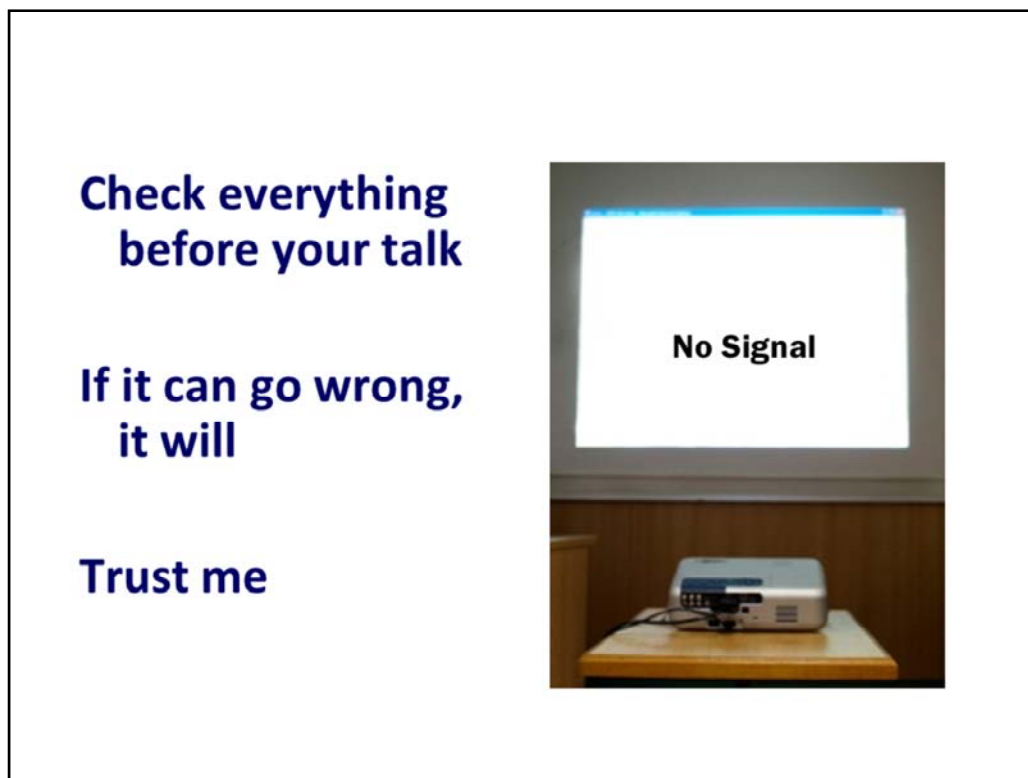 Check everything
before your talk
If it can go wrong,
it will
Trust me
No Signal